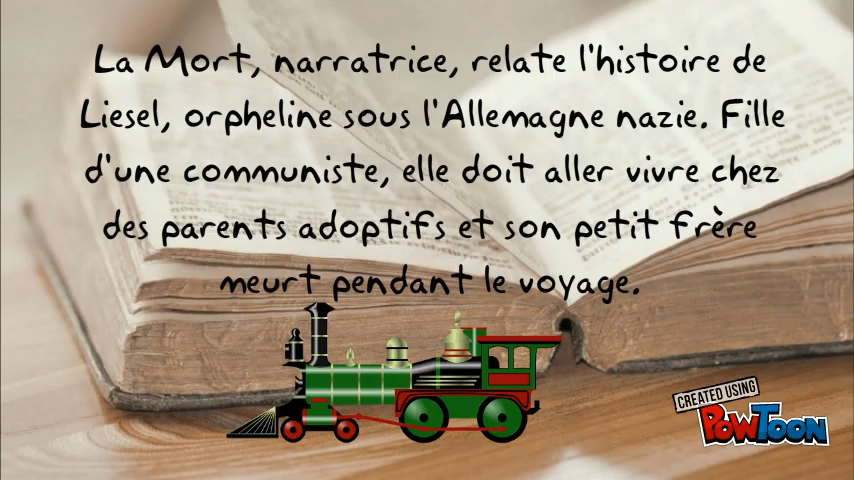 La Mort, narratrice, relate l'histoire de
Liesel, orpheline sous l'Allemagne nazie. Fille
d'une communiste, elle doit aller vivre chez
des parents adoptifs et son petit frère
meurt pendant le voyage.
CREATED USING
POWTOON